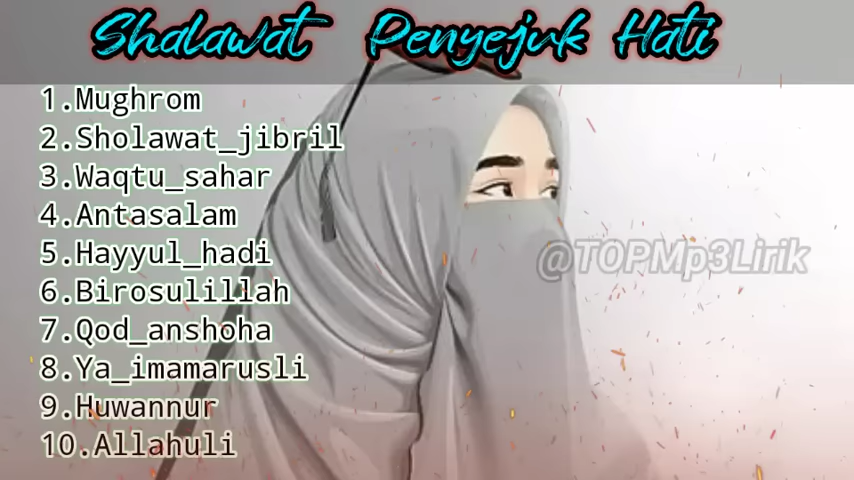 Shalawat Penyejuk Hati
1.Mughrom
2.Sholawat_jibril
3.Waqtu_sahar
4.Antasalam
5.Hayyul_hadi
6.Birosulillah
7.Qod_anshoha
8.Ya_imamarusli
9.Huwannur
10.Allahuli
@TOPMp3Lirik